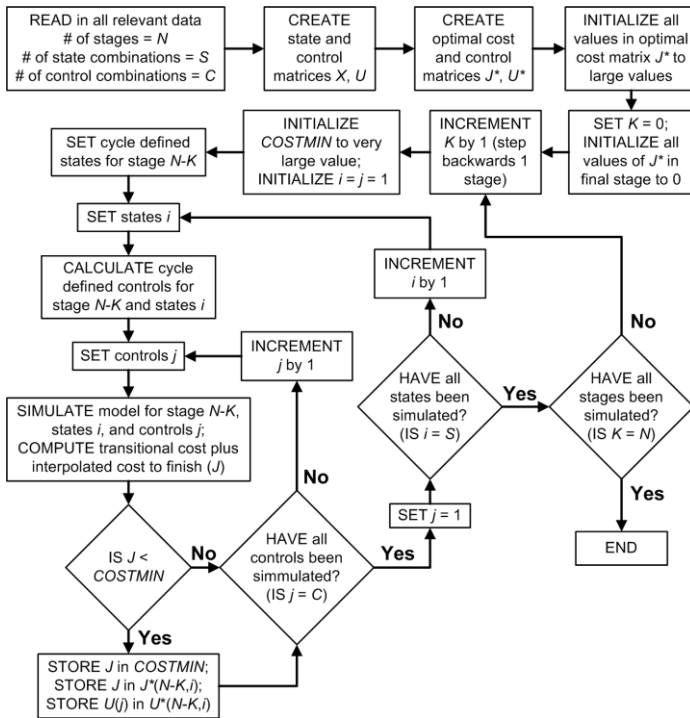 READ in all relevant data
# of stages = N
# of state combinations = S
# of control combinations = C
CREATE
state and
control
matrices X, U
CREATE
optimal cost
and control
matrices J*, U*
INITIALIZE all
values in optimal
cost matrix J* to
large values
SET cycle defined
states for stage N-K
INITIALIZE
COSTMIN to very
large value;
INITIALIZE i = j = 1
INCREMENT
K by 1 (step
backwards 1
stage)
SET K = 0;
INITIALIZE all
values of J* in
final stage to 0
SET states i
CALCULATE cycle
defined controls for
stage N-K and states i
INCREMENT
i by 1
No
No
SET controls j
INCREMENT
j by 1
HAVE all
states been
simulated?
(IS i = S)
Yes
HAVE all
stages been
simulated?
(IS K = N)
SIMULATE model for stage N-K,
states i, and controls j;
COMPUTE transitional cost plus
interpolated cost to finish (J)
No
Yes
SET j = 1
END
IS J <
COSTMIN
No
HAVE all
controls been
simmulated?
(IS j = C)
Yes
Yes
STORE J in COSTMIN;
STORE J in J*(N-K,i);
STORE U(j) in U*(N-K,i)